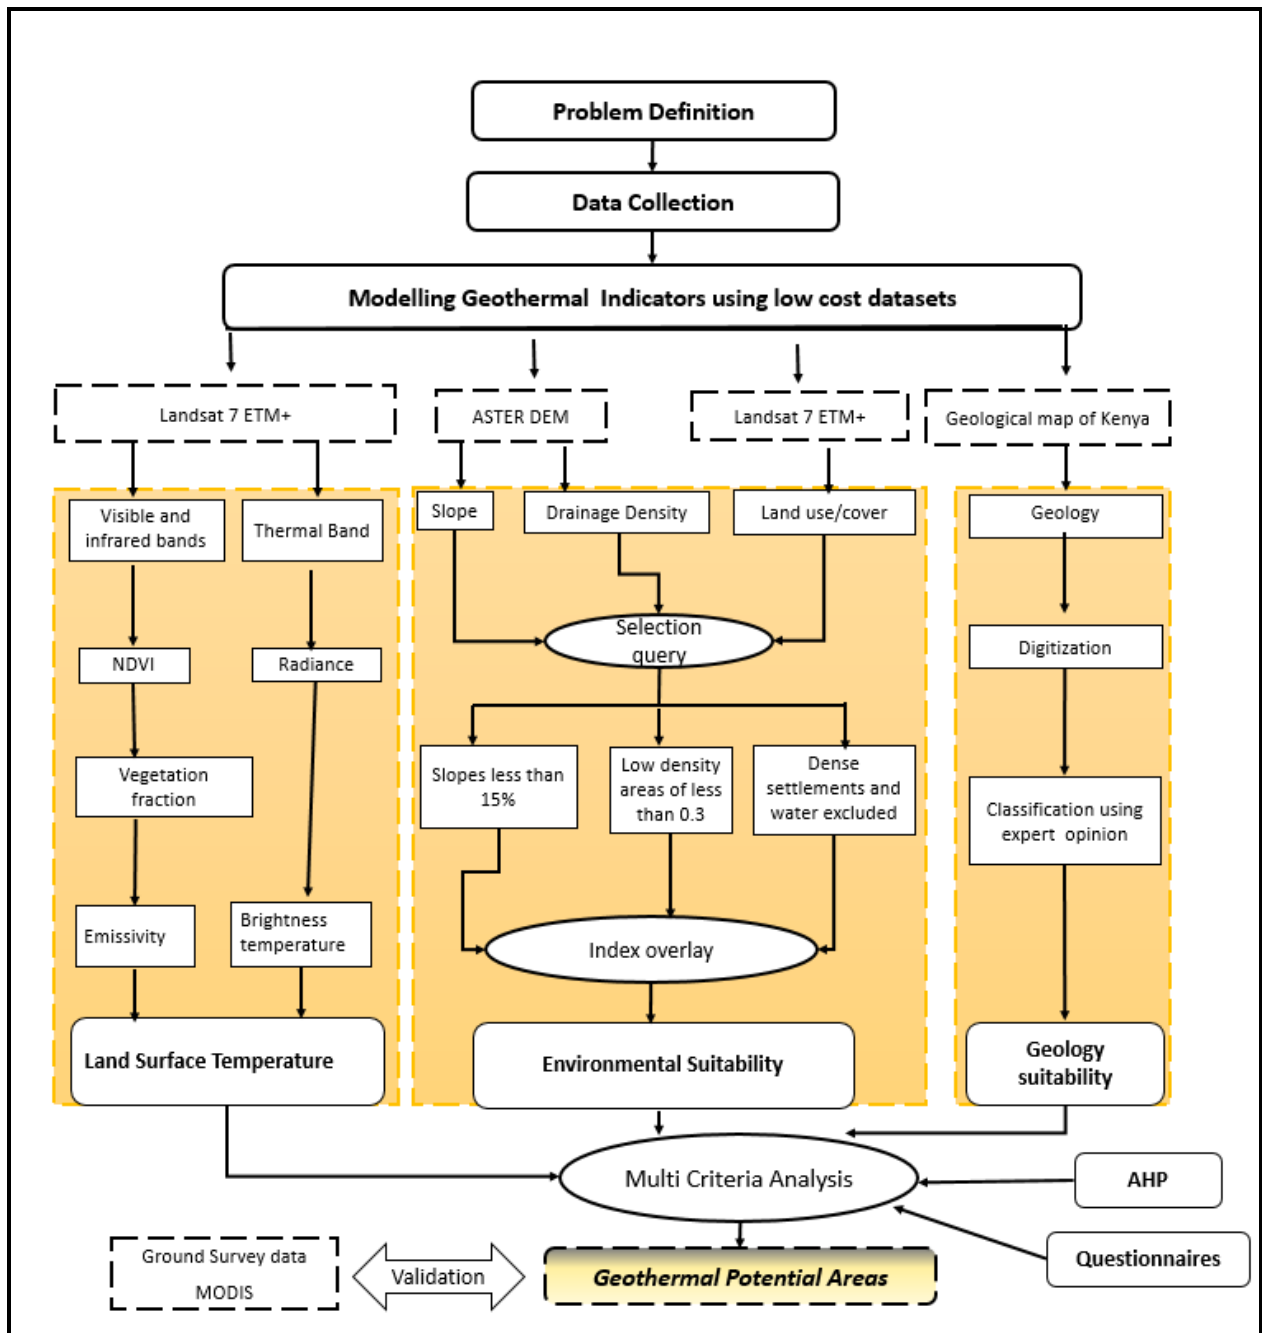 Problem Definition
Data Collection
Modelling Geothermal Indicators using low cost datasets
Landsat 7 ETM+
ASTER DEM
Landsat 7 ETM+
Geological map of Kenya
Visible and
infrared bands
Thermal Band
Slope
Drainage Density
Land use/cover
Geology
Selection
query
NDVI
Radiance
Digitization
Vegetation
fraction
Slopes less than
15%
Low density
areas of less
than 0.3
Dense
settlements and
water excluded
Classification using
expert opinion
Emissivity
Brightness
temperature
Index overlay
Land Surface Temperature
Environmental Suitability
Geology
suitability
Multi Criteria Analysis
AHP
Questionnaires
Ground Survey data
MODIS
Validation
Geothermal Potential Areas